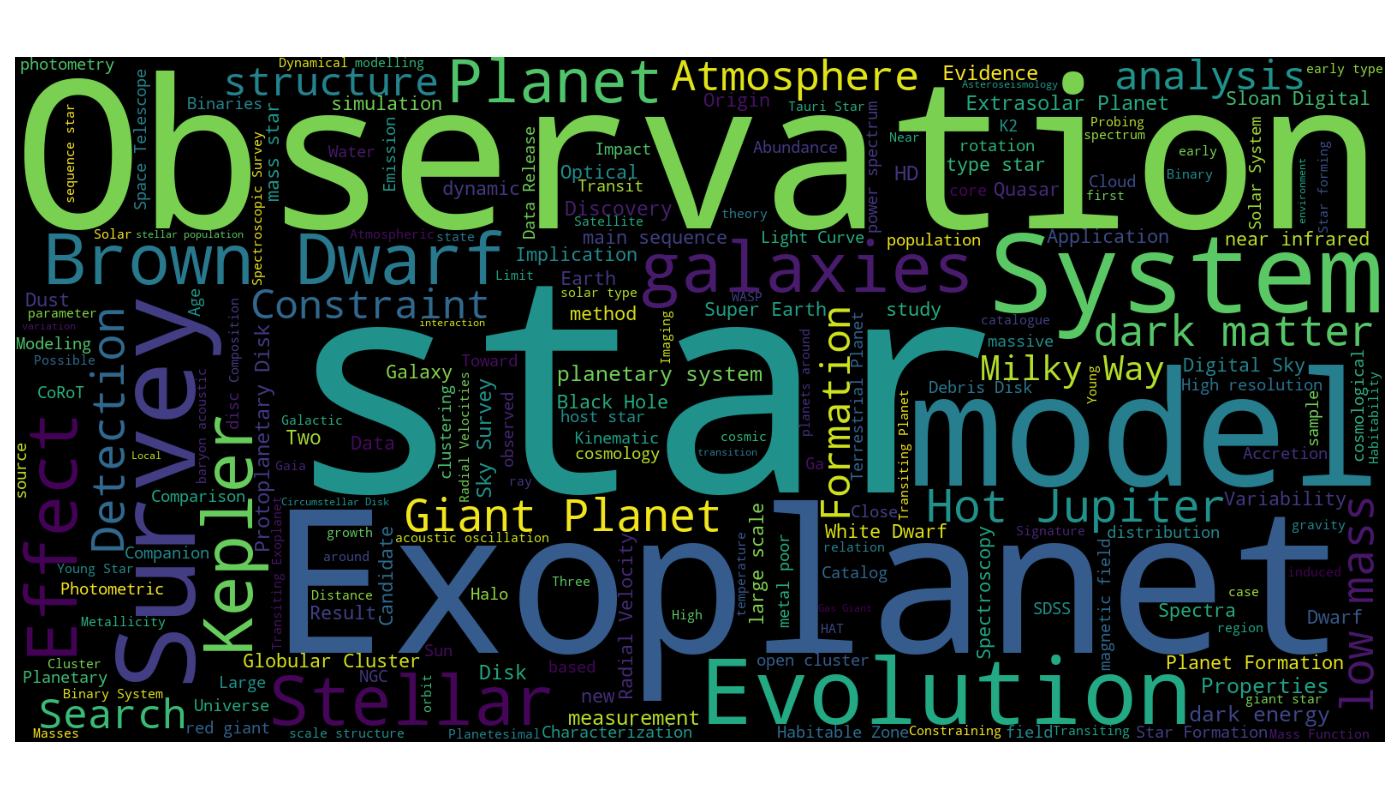 photometry
Dynamical modelling
structure
Planet
Atmosphere
Evidence
Asteroseismology
analysis
early type
Observation
sequence star
Space Telescope
Binaries
simulation
mass star
Water
Emission
dynamic
Data Release
Impact
Optical
Transit
Discovery
Satellite
Origin
Tauri Star
Abundance
theory
power spectrum
Near
HD
Extrasolar Planet
K2
rotation
type star
core
Quasar
Probing
spectrum
Cloud
first
early
Binary
Sloan Digital
Solar System
environment
star forming
Spectroscopic Survey
Solar
stellar population
Brown Dwarf
Atmospheric
state
Implication
main sequence
Limit
Earth
galaxies
Light Curve
population
Application
near infrared
System
Dust
parameter
variation
Modeling
Possible
CoRoT
Age
Survey
Detection
Constraint
interaction
solar type
method
WASP
Super Earth
study
catalogue
massive
dark matter
star
Effect
source
Local
baryon acoustic
disc
Composition
Protoplanetary Disk
Kepler
Comparison
Companion
Galactic
Two
Gaia
Data
Galaxy
Toward
clustering
Radial Velocities
Sky Survey
observed
ray
Imaging
planetary system
Black Hole
host star
Kinematic
cosmology
cosmic
transition
planets around
Ga
Formation
Terrestrial Planet
Transiting Planet
Debris Disk
Milky Way
Young
Digital Sky
High resolution
sample
cosmological
Habitability
Accretion
model
Circumstellar Disk
Giant Planet
acoustic oscillation
Close
Hot Jupiter
Variability
White Dwarf
relation
Catalog
Signature
distribution
gravity
low mass
Exoplanet
Young Star
Photometric
Metallicity
Transiting Exoplanet
growth
around
Distance
Result
Candidate
Halo
Three
High
Radial Velocity
temperature
large scale
metal poor
Gas Giant
HAT
Spectroscopy
SDSS
magnetic field
Spectra
region
case
induced
Dwarf
Cluster
Planetary
Binary System
Search
Masses
Globular Cluster
Large
Universe
red giant
Sun
NGC
Stellar
orbit
scale structure
Disk
based
new
measurement
Planetesimal
Characterization
open cluster
Evolution
Habitable Zone
Constraining
field
Transiting
Planet Formation
Properties
giant star
dark energy
Star Formation
Mass Function